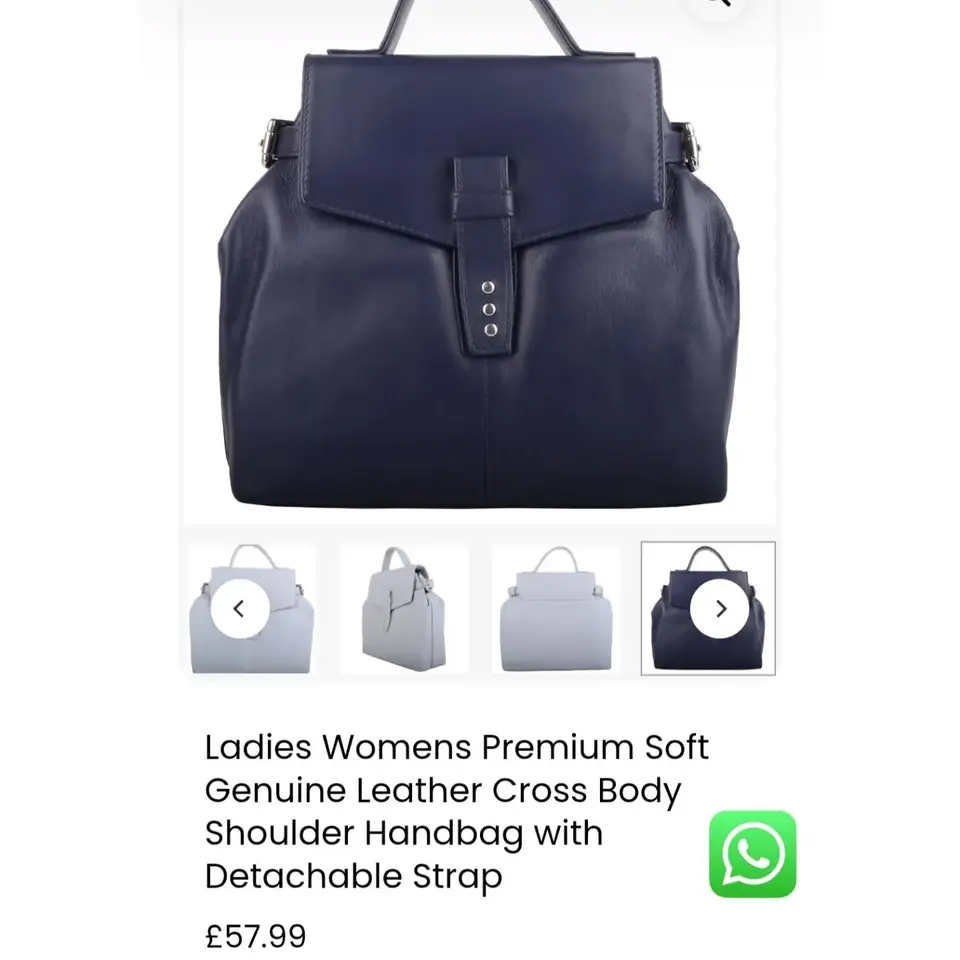 Ladies Womens Premium Soft
Genuine Leather Cross Body
Shoulder Handbag with
Detachable Strap
£57.99